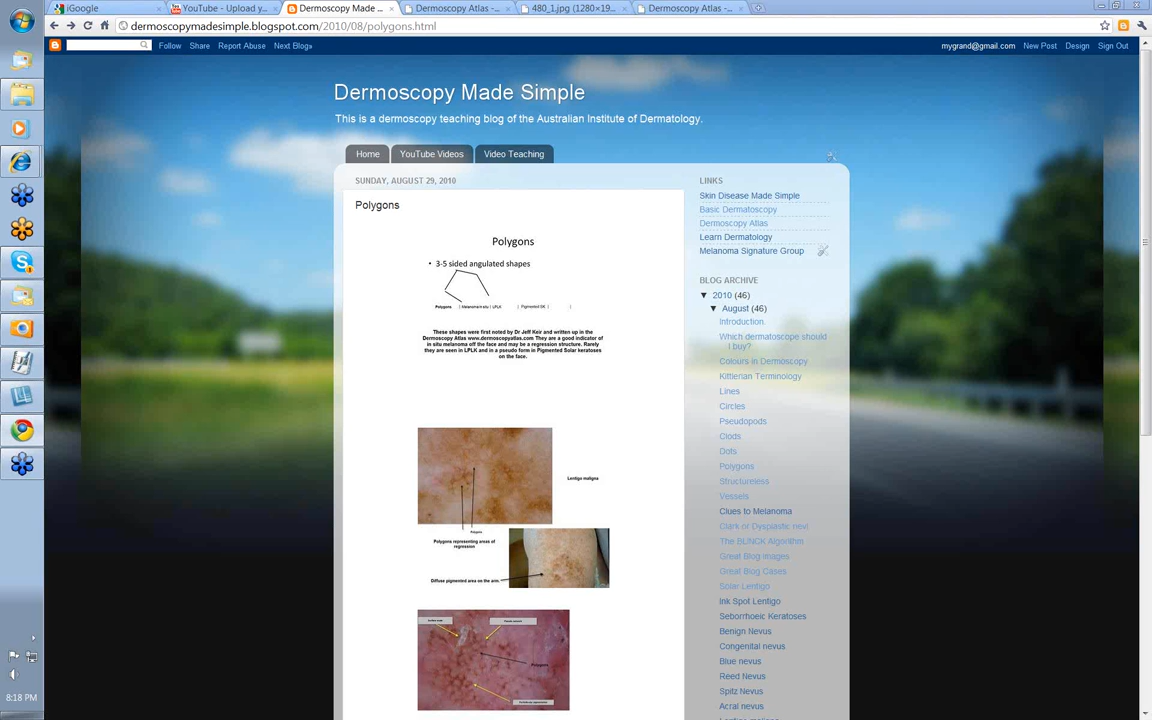 iGoogle
YouTube - Upload y...
Dermoscopy Made ...
Dermoscopy Atlas -...
480_1.jpg (1280×19...
Dermoscopy Atlas -...
dermoscopymadesimple.blogspot.com/2010/08/polygons.html
Follow Share Report Abuse Next Blog»
mygrand@gmail.com New Post Design Sign Out
Dermoscopy Made Simple
This is a dermoscopy teaching blog of the Australian Institute of Dermatology.
Home YouTube Videos Video Teaching
SUNDAY, AUGUST 29, 2010
Polygons
Polygons
• 3-5 sided angulated shapes
Polygons | Melanoma in situ | LPLK | Pigmented SK | |
These shapes were first noted by Dr Jeff Keir and written up in the
Dermoscopy Atlas www.dermoscopyatlas.com They are a good indicator of
in situ melanoma off the face and may be a regression structure. Rarely
they are seen in LPLK and in a pseudo form in Pigmented Solar keratoses
on the face.
Lentigo maligna
Polygons
Polygons representing areas of
regression
Diffuse pigmented area on the arm.
Polygons
LINKS
Skin Disease Made Simple
Basic Dermatoscopy
Dermoscopy Atlas
Learn Dermatology
Melanoma Signature Group
BLOG ARCHIVE
▼ 2010 (46)
▼ August (46)
Introduction.
Which dermatoscope should
I buy?
Colours in Dermoscopy
Kittlerian Terminology
Lines
Circles
Pseudopods
Clods
Dots
Polygons
Structureless
Vessels
Clues to Melanoma
Clark or Dysplastic nevi
The BLINCK Algorithm
Great Blog Images
Great Blog Cases
Solar Lentigo
Ink Spot Lentigo
Seborrhoeic Keratoses
Benign Nevus
Congenital nevus
Blue nevus
Reed Nevus
Spitz Nevus
Acral nevus
8:18 PM